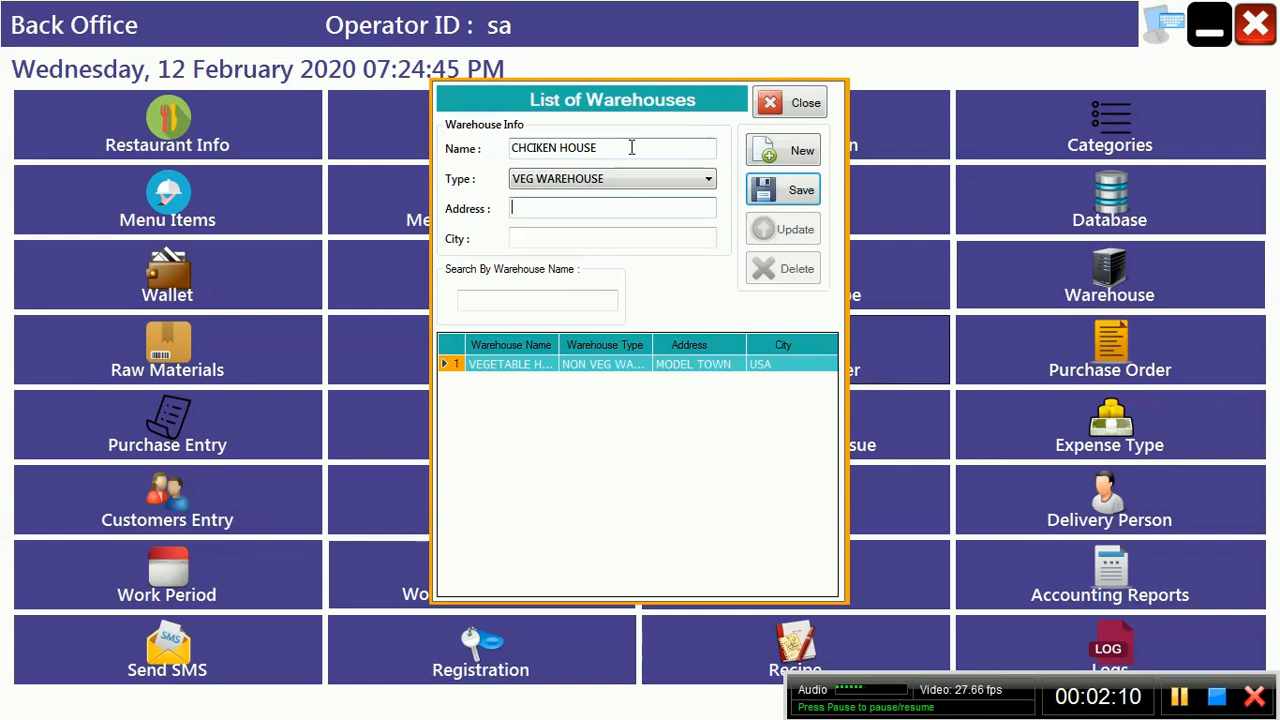 Back Office
Operator ID : sa
Wednesday, 12 February 2020 07:24:45 PM
List of Warehouses
Close
Warehouse Info
Name :
CHCIKEN HOUSE
Type :
VEG WAREHOUSE
Address :
City :
New
Save
Update
Delete
Search By Warehouse Name :
Warehouse Name
Warehouse Type
Address
City
1
VEGETABLE H...
NON VEG WA...
MODEL TOWN
USA
Restaurant Info
Categories
Menu Items
Database
Wallet
Warehouse
Raw Materials
Purchase Order
Purchase Entry
Expense Type
Customers Entry
Delivery Person
Work Period
Accounting Reports
SMS
Send SMS
Registration
Recipe
LOG
Logs
Audio
Video: 27.66 fps
Press Pause to pause/resume
00:02:10